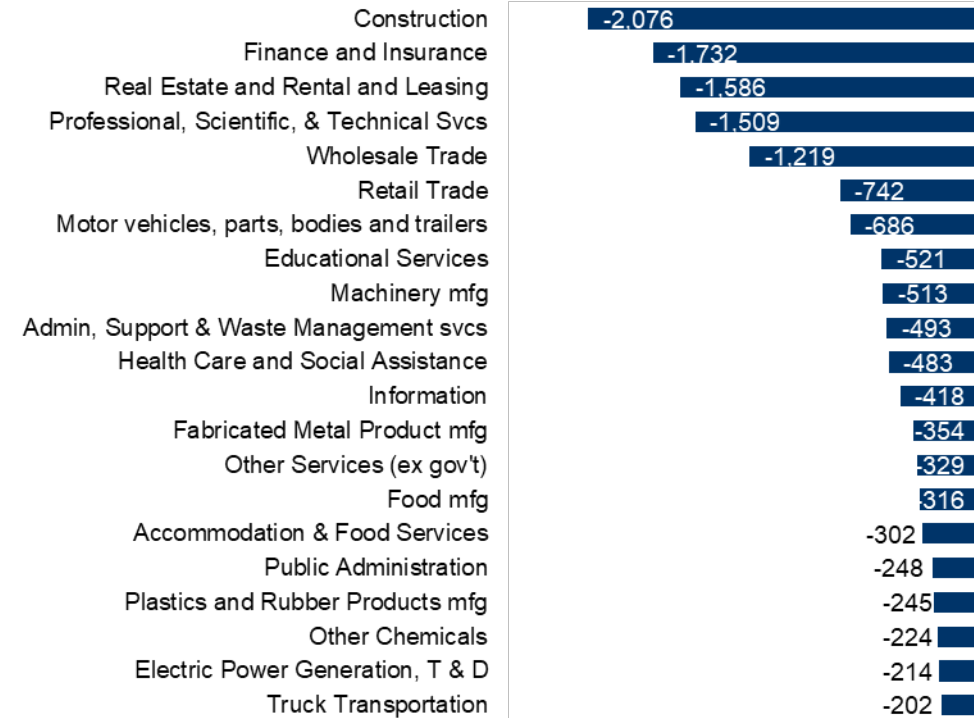 Construction -2,076
Finance and Insurance -1,732
Real Estate and Rental and Leasing -1,586
Professional, Scientific, & Technical Svcs -1,509
Wholesale Trade -1,219
Retail Trade -742
Motor vehicles, parts, bodies and trailers -686
Educational Services -521
Machinery mfg -513
Admin, Support & Waste Management svcs -493
Health Care and Social Assistance -483
Information -418
Fabricated Metal Product mfg -354
Other Services (ex gov't) -329
Food mfg -316
Accommodation & Food Services -302
Public Administration -248
Plastics and Rubber Products mfg -245
Other Chemicals -224
Electric Power Generation, T & D -214
Truck Transportation -202